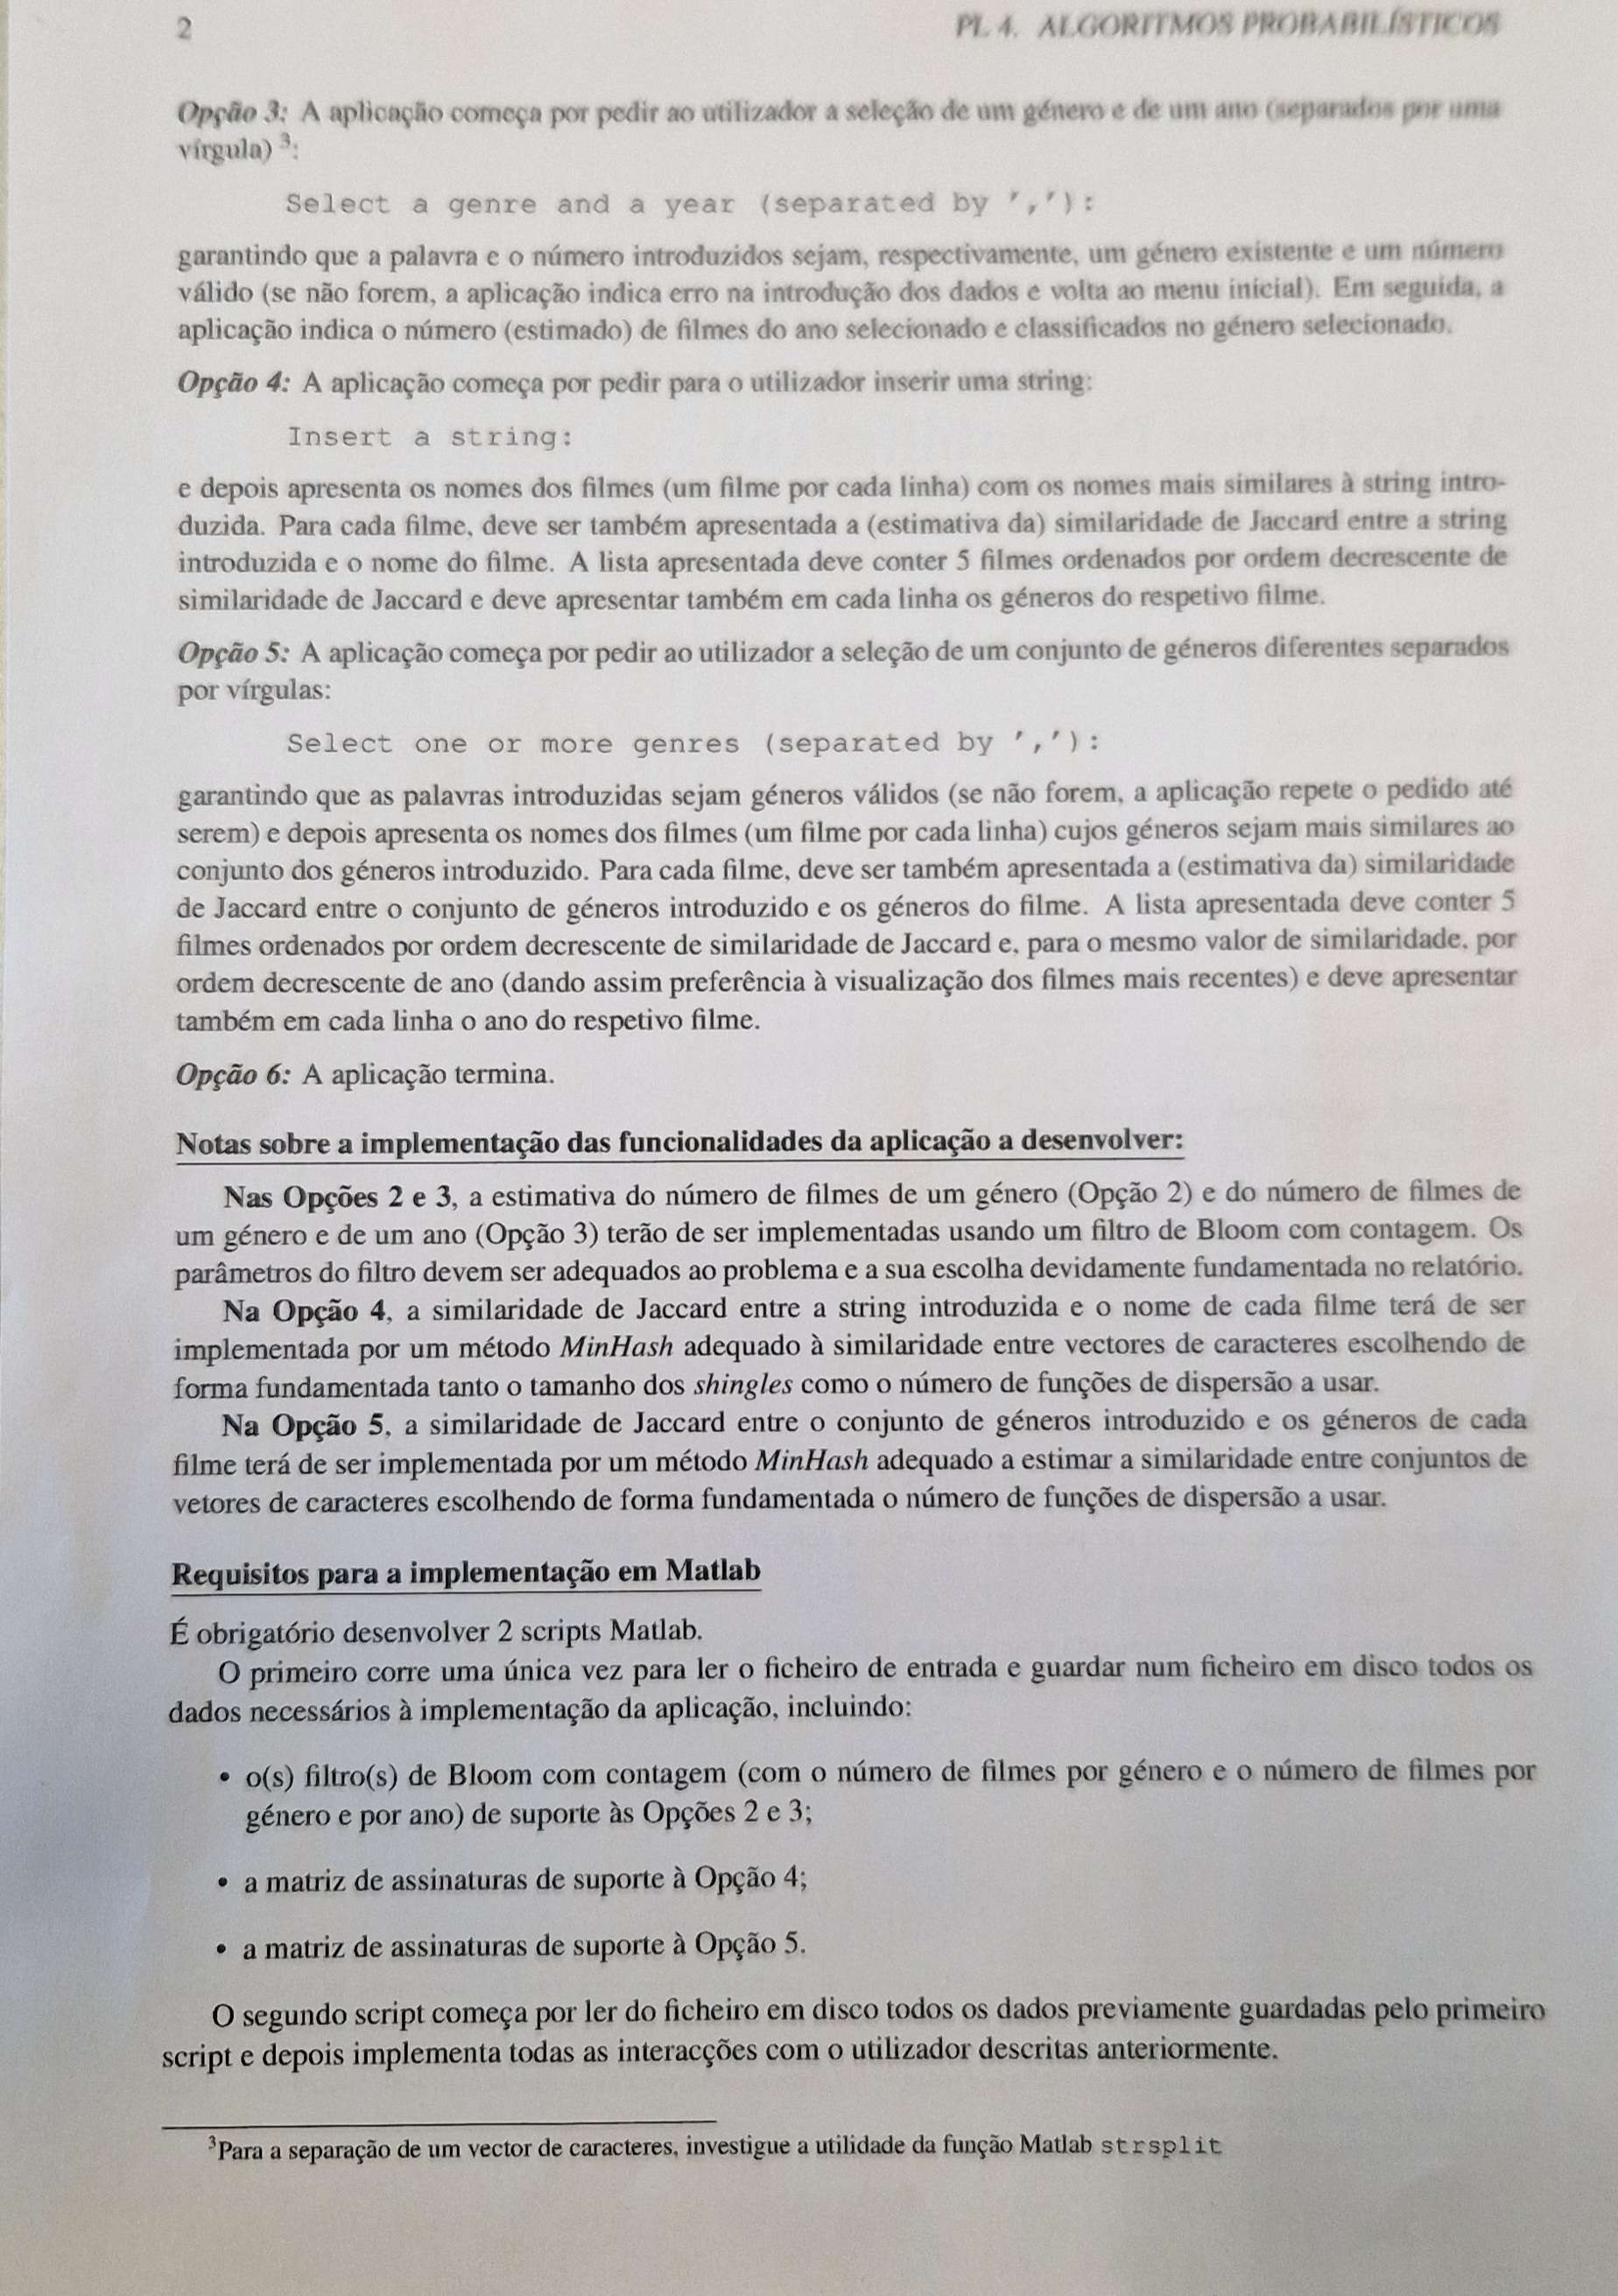 2 PL 4. ALGORITMOS PROBABILÍSTICOS
Opção 3: A aplicação começa por pedir ao utilizador a seleção de um género e de um ano (separados por uma
vírgula) 3:
Select a genre and a year (separated by ','):
garantindo que a palavra e o número introduzidos sejam, respectivamente, um género existente e um número
válido (se não forem, a aplicação indica erro na introdução dos dados e volta ao menu inicial). Em seguida, a
aplicação indica o número (estimado) de filmes do ano selecionado e classificados no género selecionado.
Opção 4: A aplicação começa por pedir para o utilizador inserir uma string:
Insert a string:
e depois apresenta os nomes dos filmes (um filme por cada linha) com os nomes mais similares à string intro-
duzida. Para cada filme, deve ser também apresentada a (estimativa da) similaridade de Jaccard entre a string
introduzida e o nome do filme. A lista apresentada deve conter 5 filmes ordenados por ordem decrescente de
similaridade de Jaccard e deve apresentar também em cada linha os géneros do respetivo filme.
Opção 5: A aplicação começa por pedir ao utilizador a seleção de um conjunto de géneros diferentes separados
por vírgulas:
Select one or more genres (separated by ','):
garantindo que as palavras introduzidas sejam géneros válidos (se não forem, a aplicação repete o pedido até
serem) e depois apresenta os nomes dos filmes (um filme por cada linha) cujos géneros sejam mais similares ao
conjunto dos géneros introduzido. Para cada filme, deve ser também apresentada a (estimativa da) similaridade
de Jaccard entre o conjunto de géneros introduzido e os géneros do filme. A lista apresentada deve conter 5
filmes ordenados por ordem decrescente de similaridade de Jaccard e, para o mesmo valor de similaridade, por
ordem decrescente de ano (dando assim preferência à visualização dos filmes mais recentes) e deve apresentar
também em cada linha o ano do respetivo filme.
Opção 6: A aplicação termina.
Notas sobre a implementação das funcionalidades da aplicação a desenvolver:
Nas Opções 2 e 3, a estimativa do número de filmes de um género (Opção 2) e do número de filmes de
um género e de um ano (Opção 3) terão de ser implementadas usando um filtro de Bloom com contagem. Os
parâmetros do filtro devem ser adequados ao problema e a sua escolha devidamente fundamentada no relatório.
Na Opção 4, a similaridade de Jaccard entre a string introduzida e o nome de cada filme terá de ser
implementada por um método MinHash adequado à similaridade entre vectores de caracteres escolhendo de
forma fundamentada tanto o tamanho dos shingles como o número de funções de dispersão a usar.
Na Opção 5, a similaridade de Jaccard entre o conjunto de géneros introduzido e os géneros de cada
filme terá de ser implementada por um método MinHash adequado a estimar a similaridade entre conjuntos de
vetores de caracteres escolhendo de forma fundamentada o número de funções de dispersão a usar.
Requisitos para a implementação em Matlab
É obrigatório desenvolver 2 scripts Matlab.
O primeiro corre uma única vez para ler o ficheiro de entrada e guardar num ficheiro em disco todos os
dados necessários à implementação da aplicação, incluindo:
• o(s) filtro(s) de Bloom com contagem (com o número de filmes por género e o número de filmes por
género e por ano) de suporte às Opções 2 e 3;
• a matriz de assinaturas de suporte à Opção 4;
• a matriz de assinaturas de suporte à Opção 5.
O segundo script começa por ler do ficheiro em disco todos os dados previamente guardadas pelo primeiro
script e depois implementa todas as interacções com o utilizador descritas anteriormente.
3Para a separação de um vector de caracteres, investigue a utilidade da função Matlab strsplit